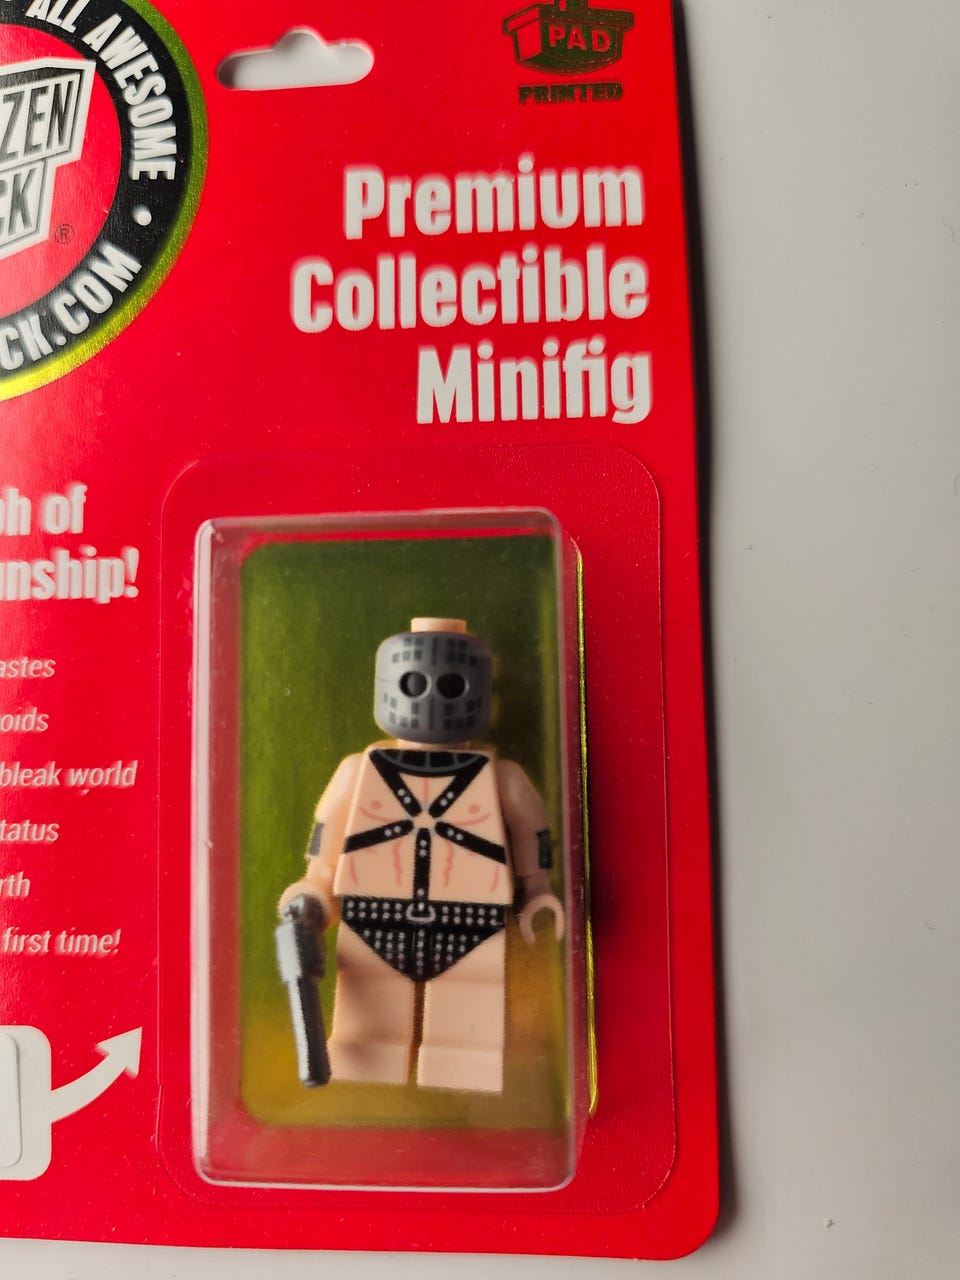 ALL AWESOME •
ZEN
CK
®
CK.COM
PAD
PRINTED
Premium
Collectible
Minifig
ph of
anship!
astes
oids
bleak world
tatus
rth
first time!